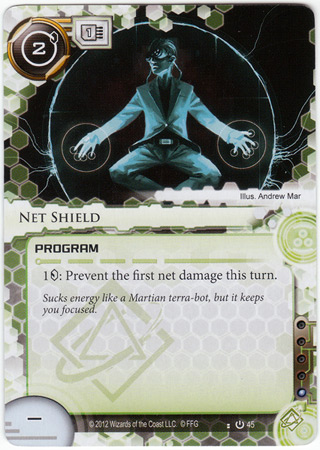 2
1
Illus. Andrew Mar
NET SHIELD
PROGRAM
1: Prevent the first net damage this turn.
Sucks energy like a Martian terra-bot, but it keeps
you focused.
–
© 2012 Wizards of the Coast LLC. © FFG
45